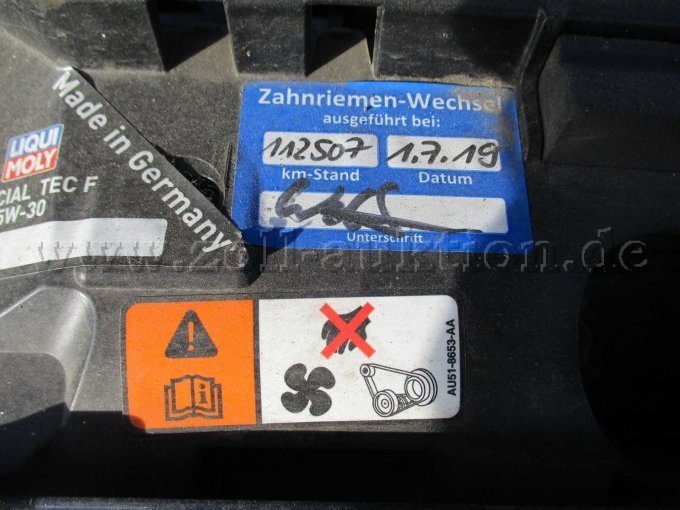 Zahnriemen-Wechsel
ausgeführt bei:
112507 1.7.19
km-Stand Datum
Unterschrift
Made in Germany
LIQUI
MOLY
CIAL TEC F
5W-30
www.zoll-auktion.de
AU51-8653-AA